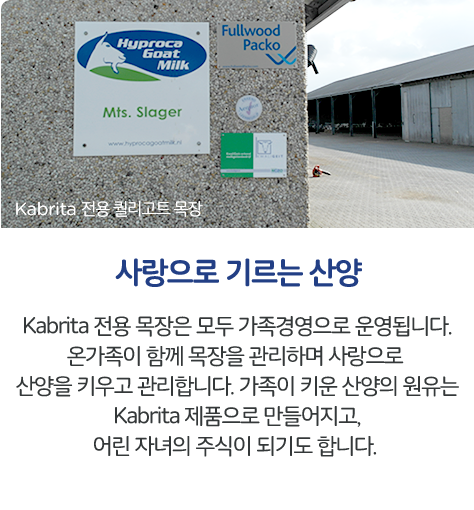 Hyproca
Goat
Milk
Mts. Slager
www.hyprocagoatmilk.nl
Fullwood
Packo
Kabrita 전용 퀄리고트 목장
사랑으로 기르는 산양
Kabrita 전용 목장은 모두 가족경영으로 운영됩니다.
온가족이 함께 목장을 관리하며 사랑으로
산양을 키우고 관리합니다. 가족이 키운 산양의 원유는
Kabrita 제품으로 만들어지고,
어린 자녀의 주식이 되기도 합니다.